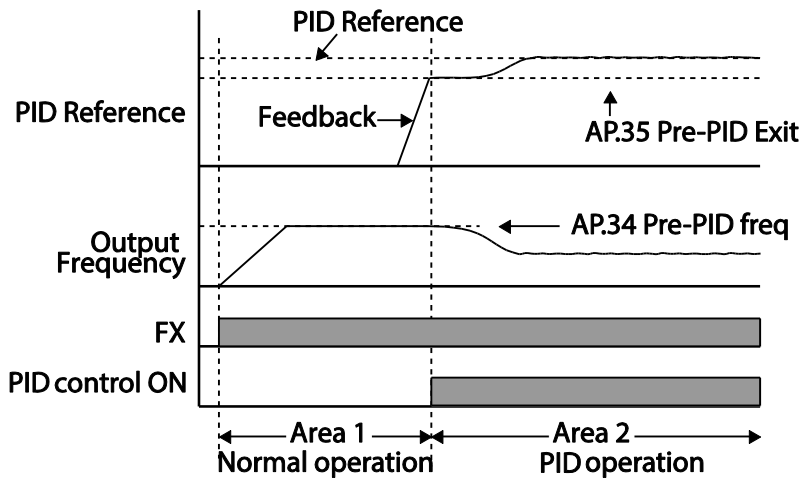 PID Reference
PID Reference
Feedback
AP.35 Pre-PID Exit
Output
Frequency
AP.34 Pre-PID freq
FX
PID control ON
Area 1
Area 2
Normal operation
PID operation